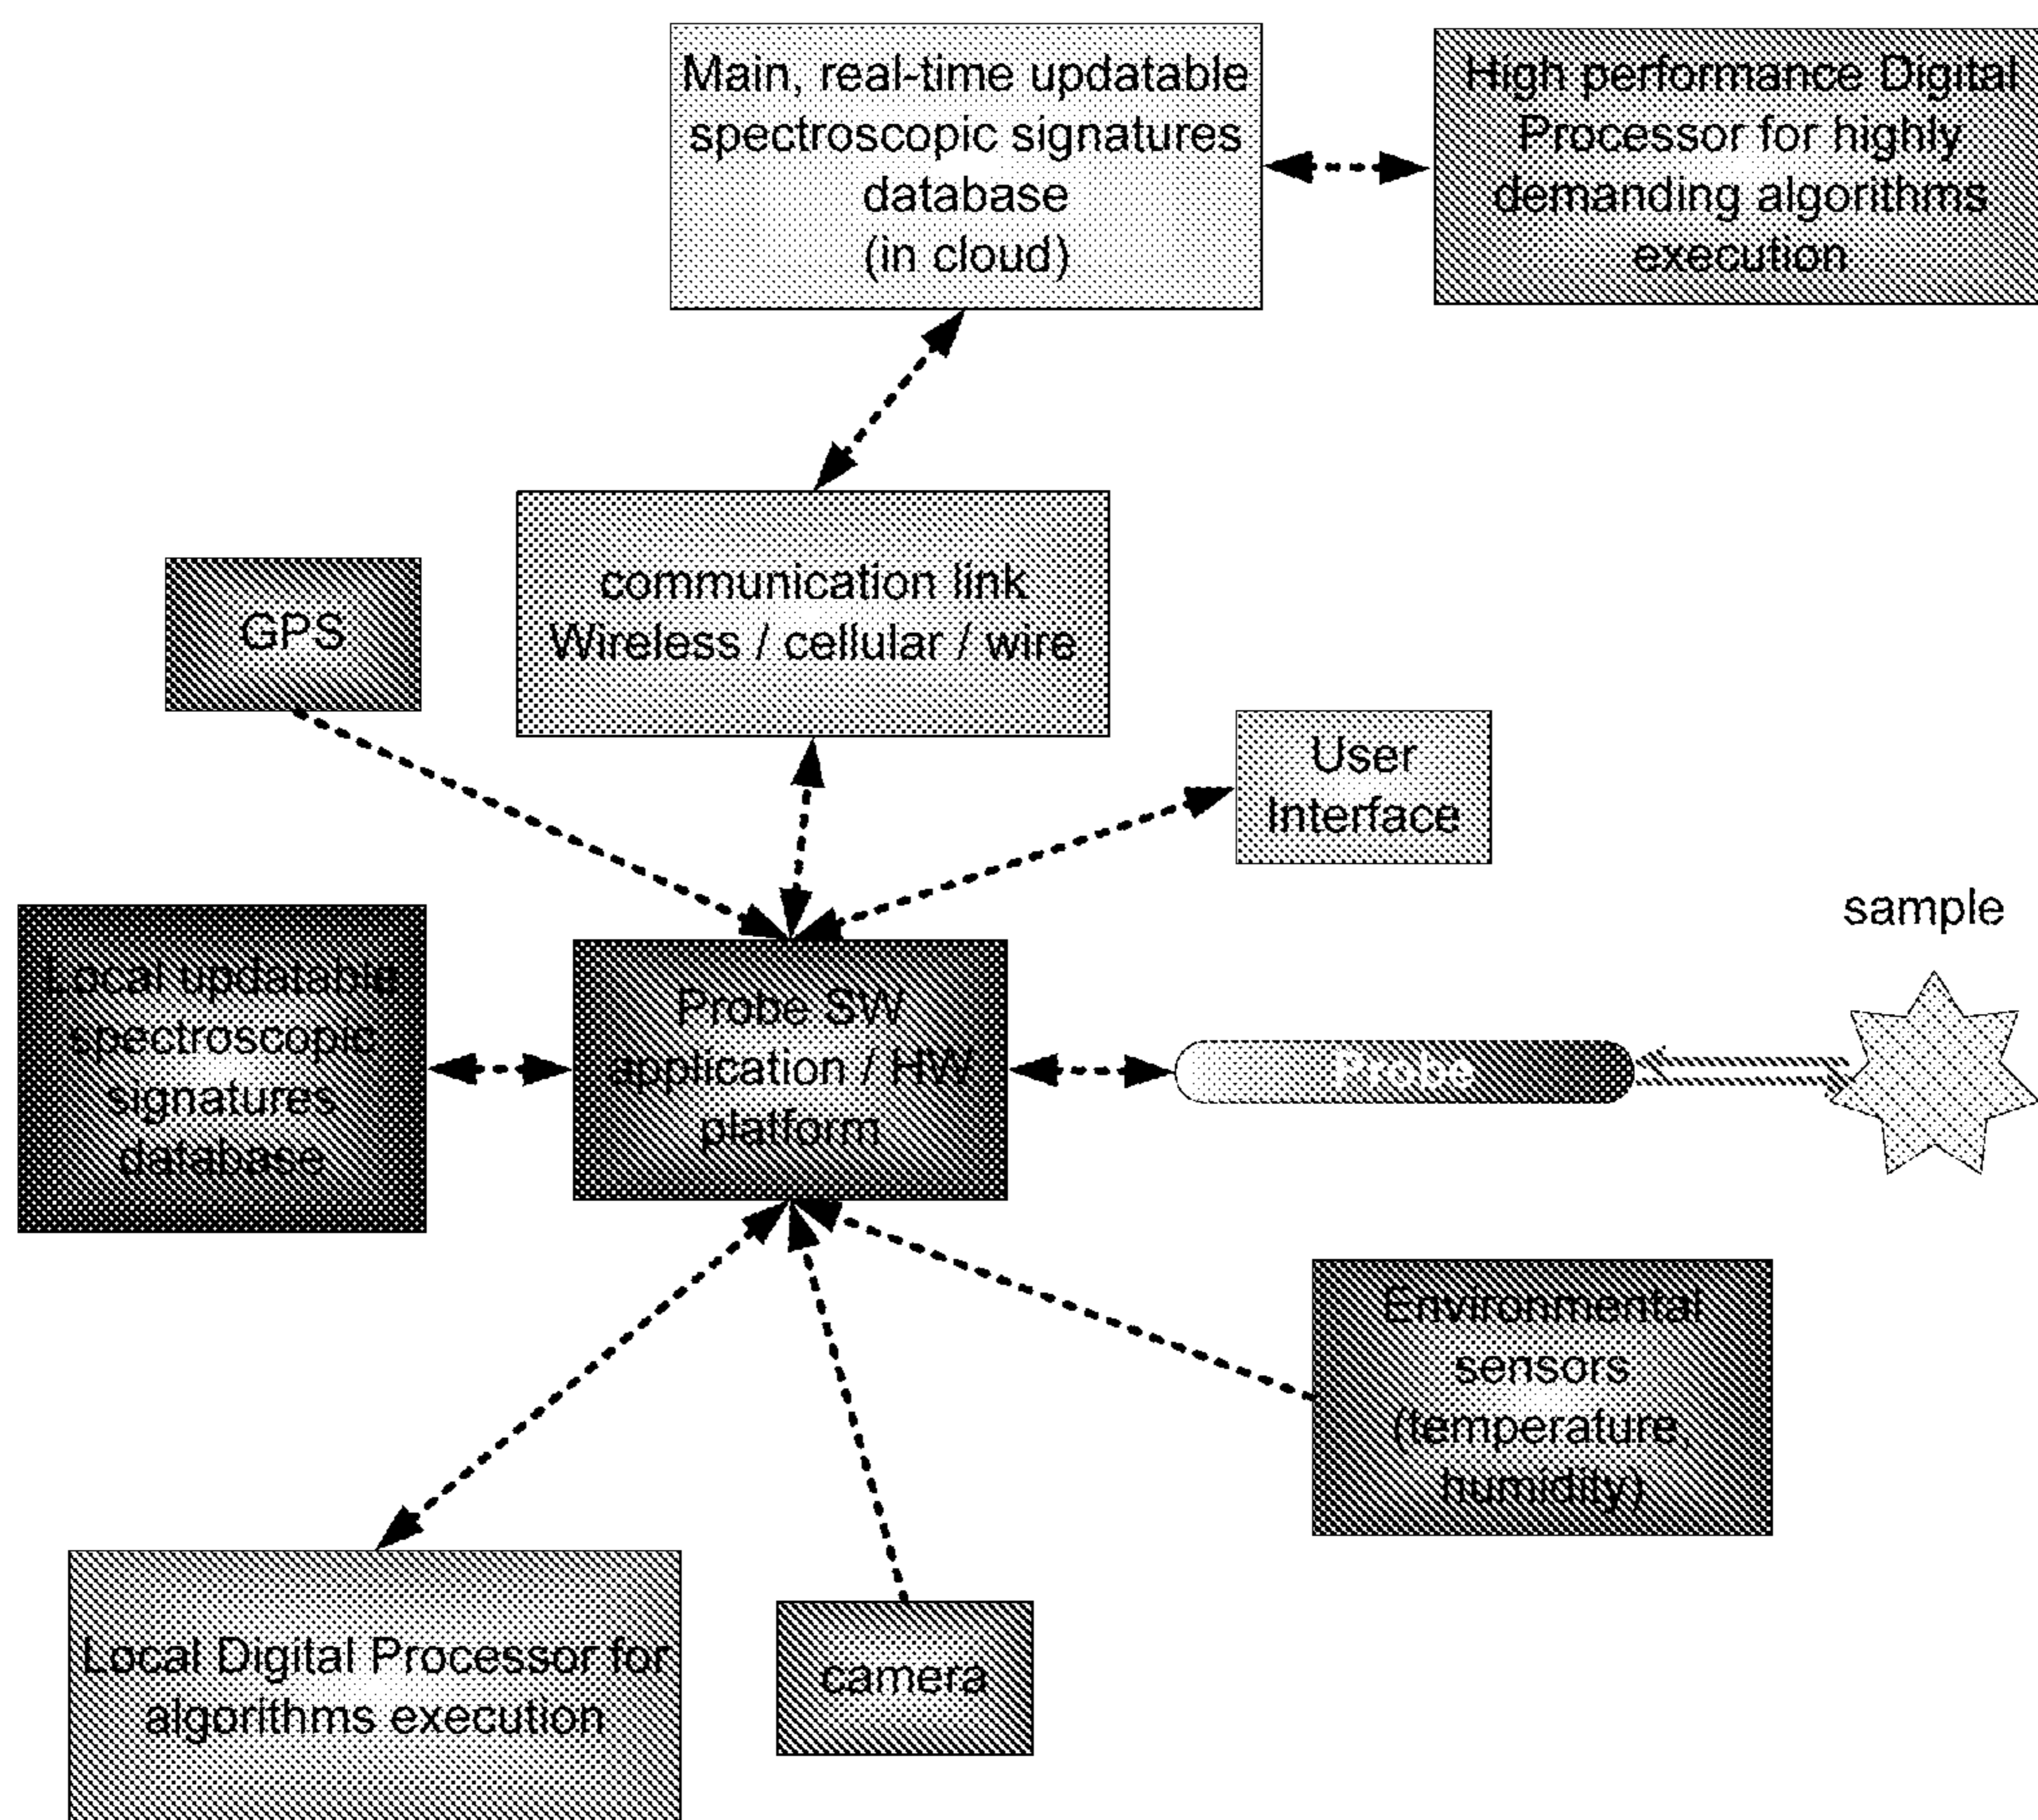 Main, real-time updatable
spectroscopic signatures
database
(in cloud)
High performance Digital
Processor for highly
demanding algorithms
execution
communication link
Wireless / cellular / wire
GPS
User
Interface
sample
Local updatable
spectroscopic
signatures
database
Probe SW
application / HW
platform
Probe
Environmental
sensors
(temperature,
humidity)
Local Digital Processor for
algorithms execution
camera